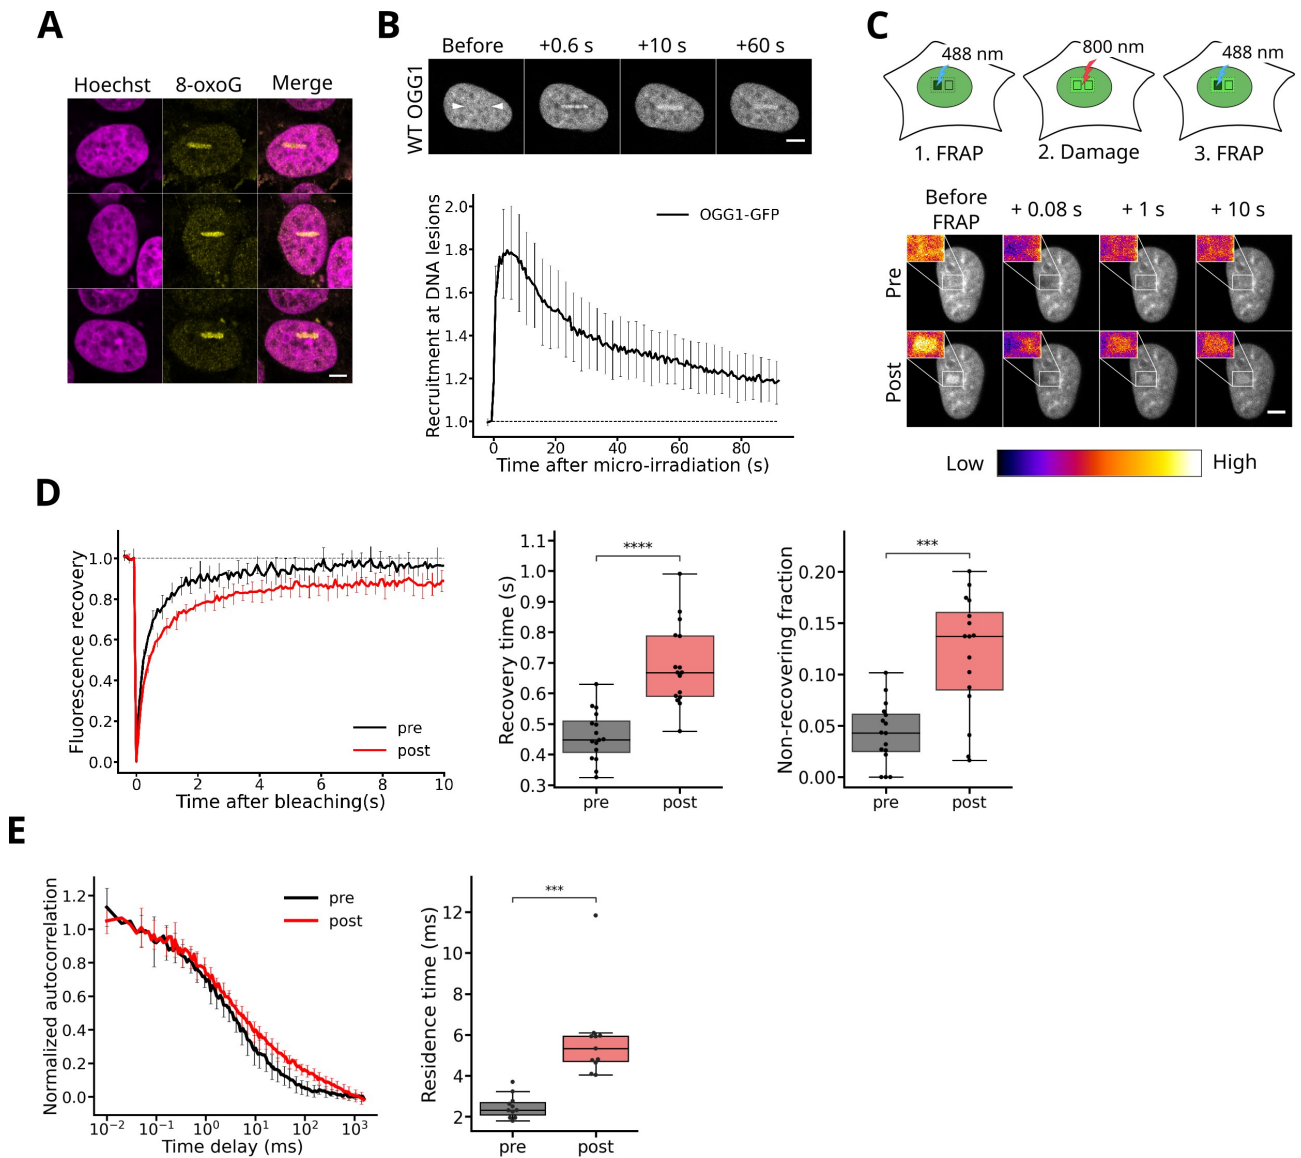 A
Hoechst 8-oxoG Merge
B
Before +0.6 s +10 s +60 s
WT OGG1
Recruitment at DNA lesions
2.0
1.8
1.6
1.4
1.2
1.0
OGG1-GFP
0 20 40 60 80
Time after micro-irradiation (s)
C
488 nm 800 nm 488 nm
1. FRAP 2. Damage 3. FRAP
Before
FRAP + 0.08 s + 1 s + 10 s
Pre
Post
Low High
D
Fluorescence recovery
1.0
0.8
0.6
0.4
0.2
0.0
pre
post
0 2 4 6 8 10
Time after bleaching(s)
Recovery time (s)
1.1
1.0
0.9
0.8
0.7
0.6
0.5
0.4
0.3
****
pre post
Non-recovering fraction
0.20
0.15
0.10
0.05
0.00
***
pre post
E
Normalized autocorrelation
1.2
1.0
0.8
0.6
0.4
0.2
0.0
pre
post
10⁻² 10⁻¹ 10⁰ 10¹ 10² 10³
Time delay (ms)
Residence time (ms)
12
10
8
6
4
2
***
pre post